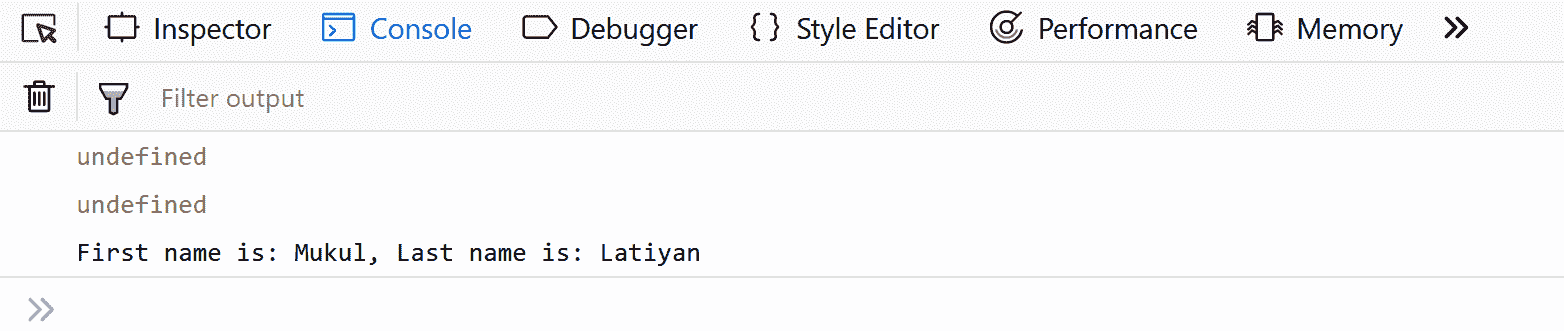 Inspector Console Debugger { } Style Editor Performance Memory
Filter output
undefined
undefined
First name is: Mukul, Last name is: Latiyan